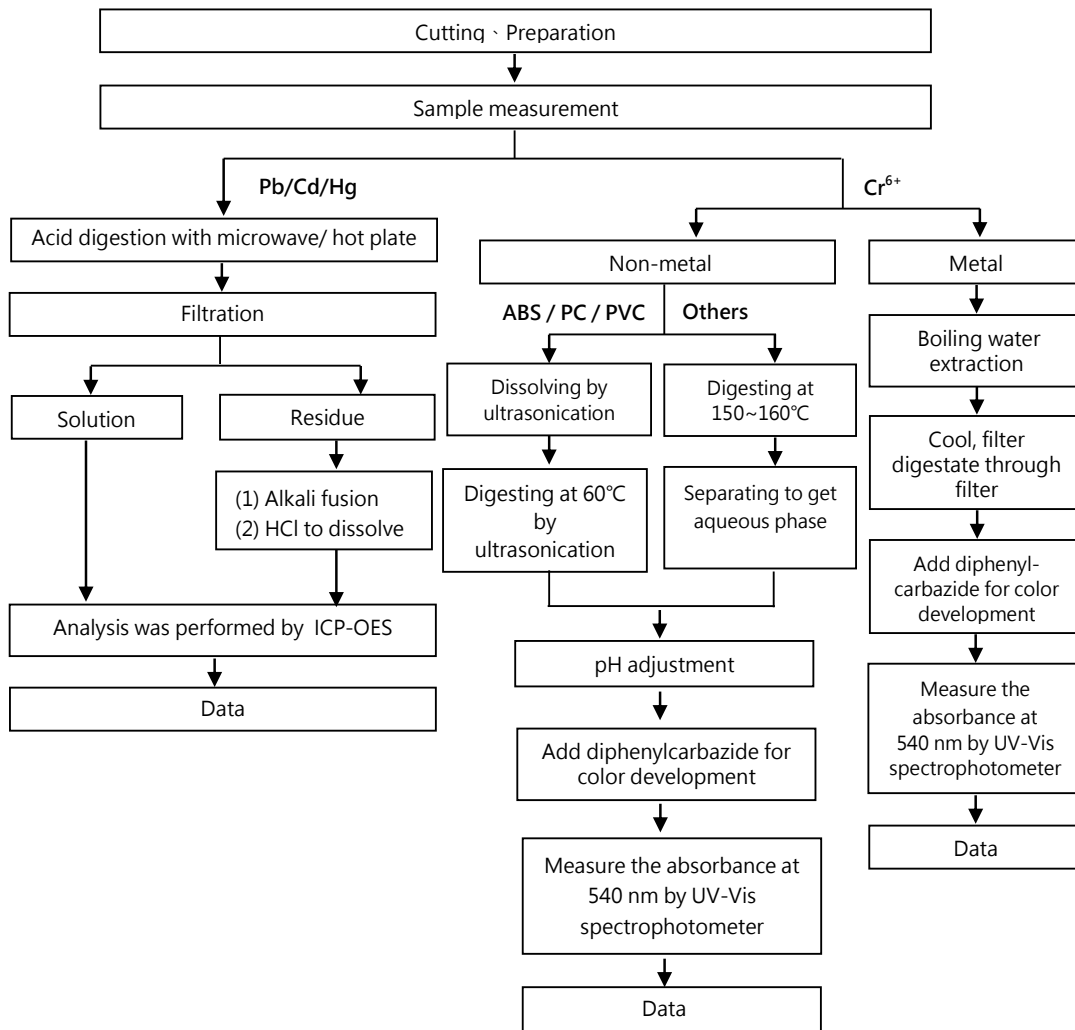 Cutting、Preparation
Sample measurement
Pb/Cd/Hg
Cr6+
Acid digestion with microwave/ hot plate
Filtration
Solution
Residue
(1) Alkali fusion
(2) HCl to dissolve
Analysis was performed by ICP-OES
Data
Non-metal
ABS / PC / PVC
Others
Dissolving by
ultrasonication
Digesting at 60℃
by
ultrasonication
Digesting at
150~160℃
Separating to get
aqueous phase
pH adjustment
Add diphenylcarbazide for
color development
Measure the absorbance at
540 nm by UV-Vis
spectrophotometer
Data
Metal
Boiling water
extraction
Cool, filter
digestate through
filter
Add diphenyl-
carbazide for color
development
Measure the
absorbance at
540 nm by UV-Vis
spectrophotometer
Data